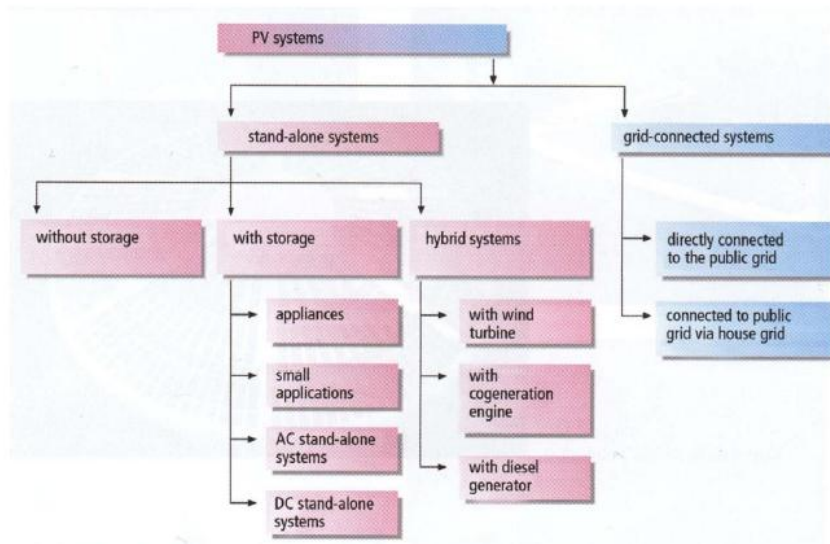 PV systems
stand-alone systems
grid-connected systems
without storage
with storage
hybrid systems
directly connected
to the public grid
appliances
with wind
turbine
connected to public
grid via house grid
small
applications
with
cogeneration
engine
AC stand-alone
systems
with diesel
generator
DC stand-alone
systems